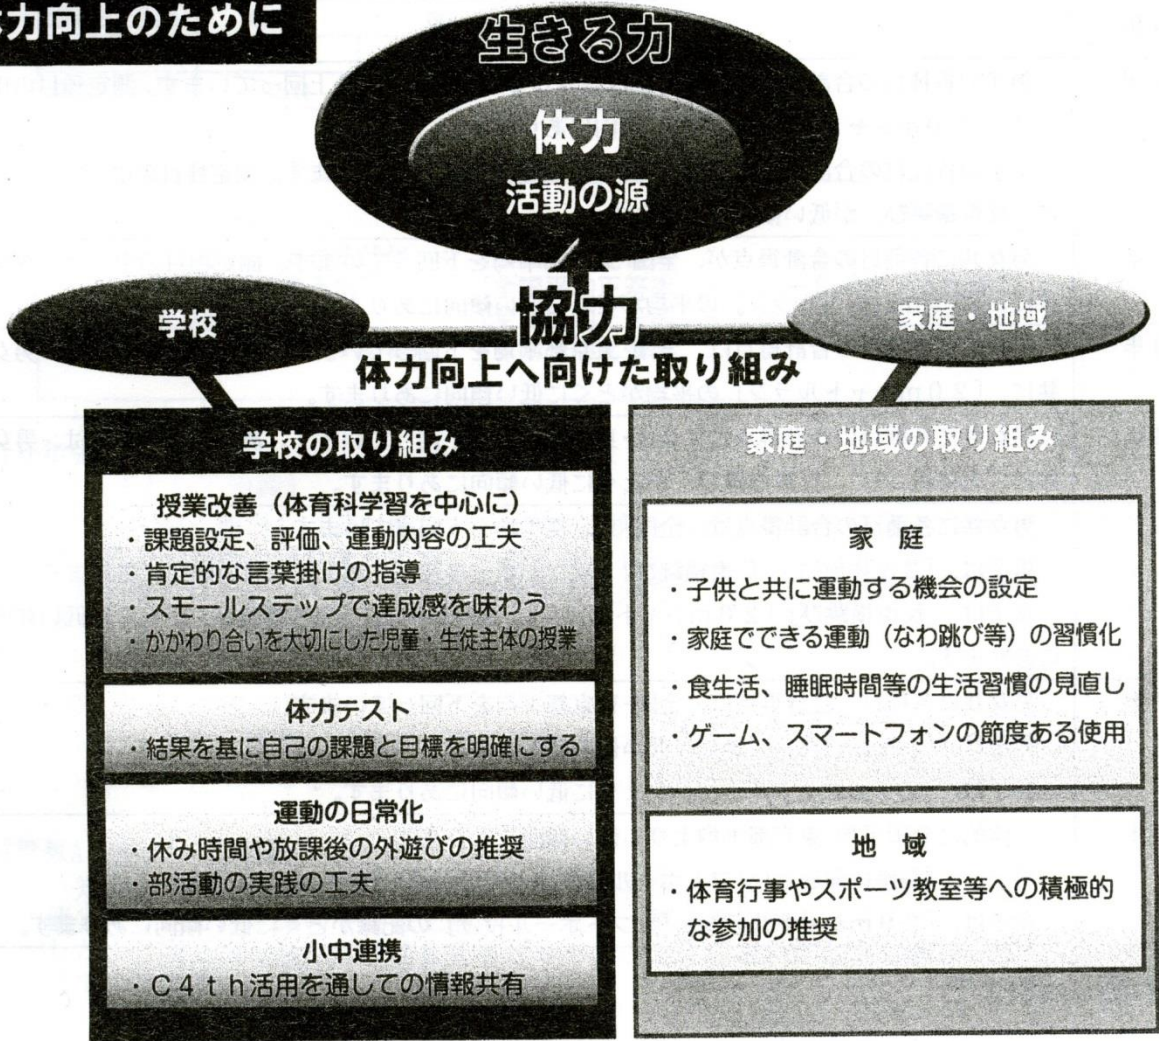 力向上のために
生きる力
体力
活動の源
学校
協力
家庭・地域
体力向上へ向けた取り組み
学校の取り組み
授業改善（体育科学習を中心に）
・課題設定、評価、運動内容の工夫
・肯定的な言葉掛けの指導
・スモールステップで達成感を味わう
・かかわり合いを大切にした児童・生徒主体の授業
体力テスト
・結果を基に自己の課題と目標を明確にする
運動の日常化
・休み時間や放課後の外遊びの推奨
・部活動の実践の工夫
小中連携
・C4th活用を通しての情報共有
家庭・地域の取り組み
家 庭
・子供と共に運動する機会の設定
・家庭でできる運動（なわ跳び等）の習慣化
・食生活、睡眠時間等の生活習慣の見直し
・ゲーム、スマートフォンの節度ある使用
地 域
・体育行事やスポーツ教室等への積極的
な参加の推奨